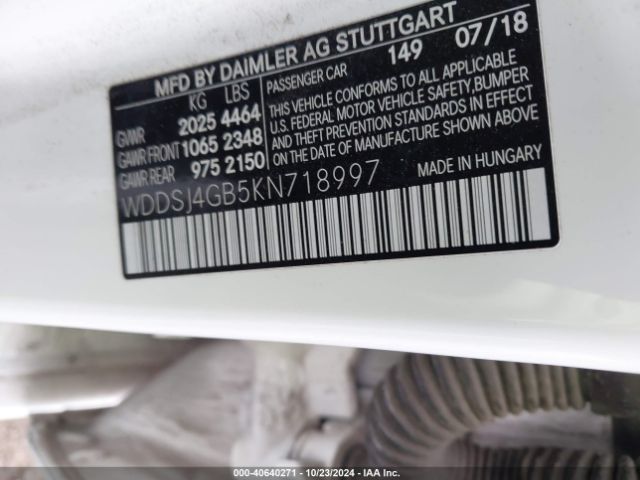 MFD BY DAIMLER AG STUTTGART
KG LBS
GVWR 2025 4464
GAWR FRONT 1065 2348
GAWR REAR 975 2150
PASSENGER CAR 149 07/18
THIS VEHICLE CONFORMS TO ALL APPLICABLE
U.S. FEDERAL MOTOR VEHICLE SAFETY,BUMPER
AND THEFT PREVENTION STANDARDS IN EFFECT
ON THE DATE OF MANUFACTURE SHOWN ABOVE.
WDDSJ4GB5KN718997
MADE IN HUNGARY
000-40640271 | 10/23/2024 | IAA Inc.